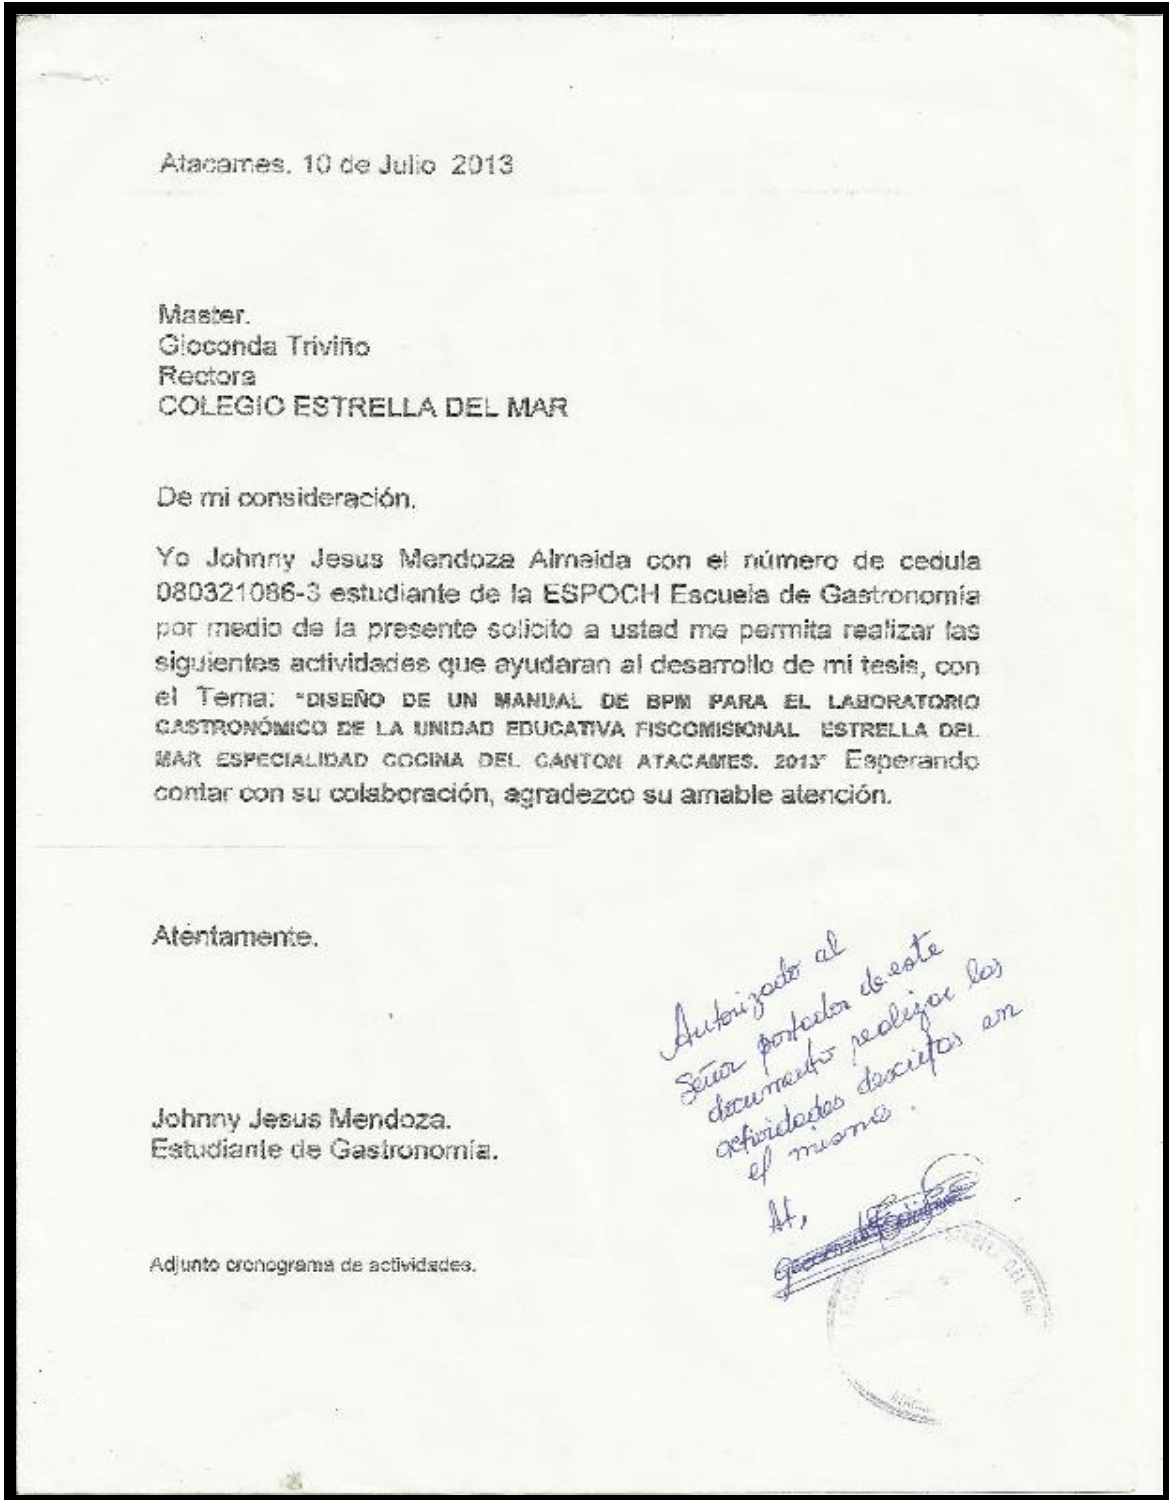 Atacames, 10 de Julio 2013
Master.
Gioconda Triviño
Rectora
COLEGIO ESTRELLA DEL MAR
De mi consideración.
Yo Johnny Jesus Mendoza Almeida con el número de cedula
080321086-3 estudiante de la ESPOCH Escuela de Gastronomía
por medio de la presente solicito a usted me permita realizar las
siguientes actividades que ayudaran al desarrollo de mi tesis, con
el Tema: "DISEÑO DE UN MANUAL DE BPM PARA EL LABORATORIO
GASTRONÓMICO DE LA UNIDAD EDUCATIVA FISCOMISIONAL ESTRELLA DEL
MAR ESPECIALIDAD COCINA DEL CANTON ATACAMES. 2013" Esperando
contar con su colaboración, agradezco su amable atención.
Atentamente.
Johnny Jesus Mendoza.
Estudiante de Gastronomía.
Adjunto cronograma de actividades.
Autorizado al
Señor portador de este
documento realizar las
actividades descritas en
el mismo.
At,
DEL MAR